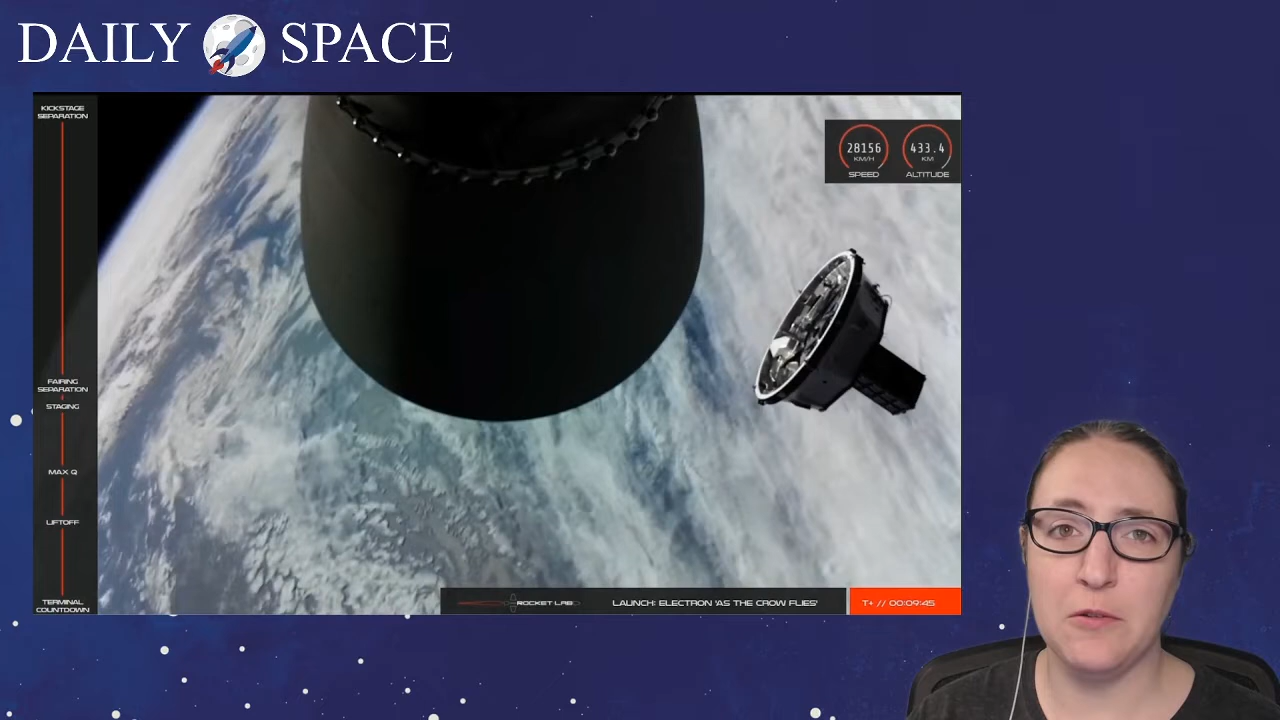 DAILY SPACE
KICKSTAGE
SEPARATION
28156
KM/H
SPEED
433.4
KM
ALTITUDE
FAIRING
SEPARATION
STAGING
MAX Q
LIFTOFF
TERMINAL
COUNTDOWN
ROCKET LAB
LAUNCH: ELECTRON 'AS THE CROW FLIES'
T+ // 00:09:45